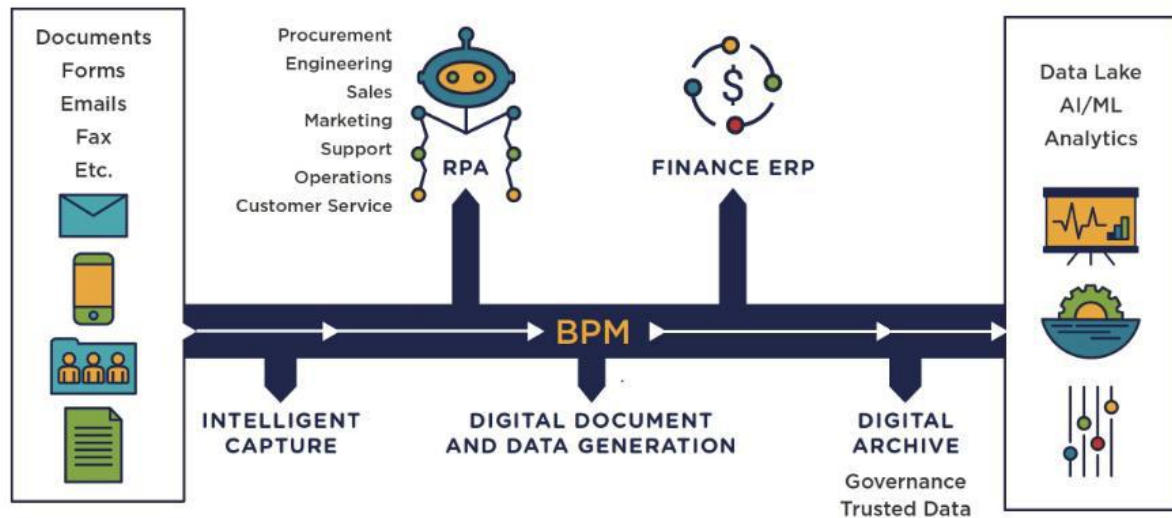 Documents
Forms
Emails
Fax
Etc.
Procurement
Engineering
Sales
Marketing
Support
Operations
Customer Service
RPA
$
FINANCE ERP
BPM
INTELLIGENT
CAPTURE
DIGITAL DOCUMENT
AND DATA GENERATION
DIGITAL
ARCHIVE
Governance
Trusted Data
Data Lake
AI/ML
Analytics